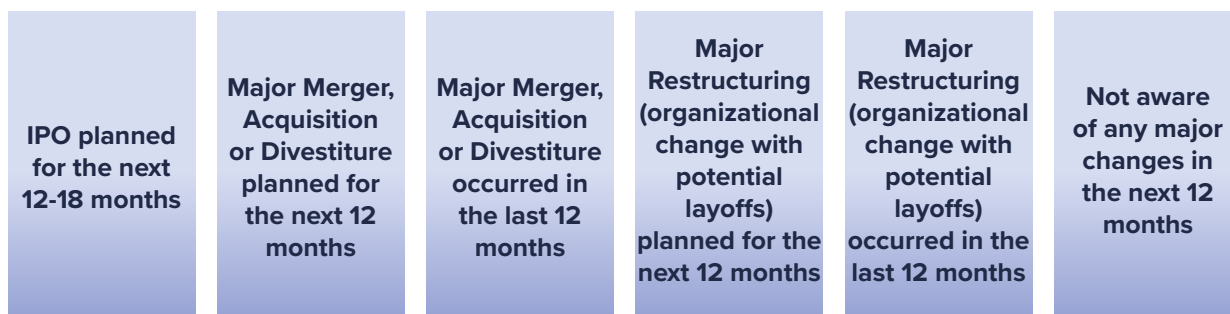 IPO planned
for the next
12-18 months
Major Merger,
Acquisition
or Divestiture
planned for
the next 12
months
Major Merger,
Acquisition
or Divestiture
occurred in
the last 12
months
Major
Restructuring
(organizational
change with
potential
layoffs)
planned for the
next 12 months
Major
Restructuring
(organizational
change with
potential
layoffs)
occurred in the
last 12 months
Not aware
of any major
changes in
the next 12
months